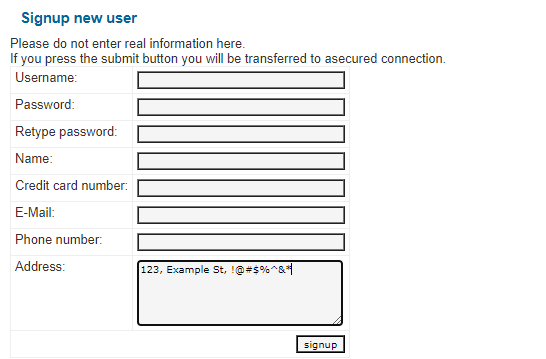 Signup new user
Please do not enter real information here.
If you press the submit button you will be transferred to asecured connection.
Username:
Password:
Retype password:
Name:
Credit card number:
E-Mail:
Phone number:
Address:
123, Example St, !@#$%^&*
signup